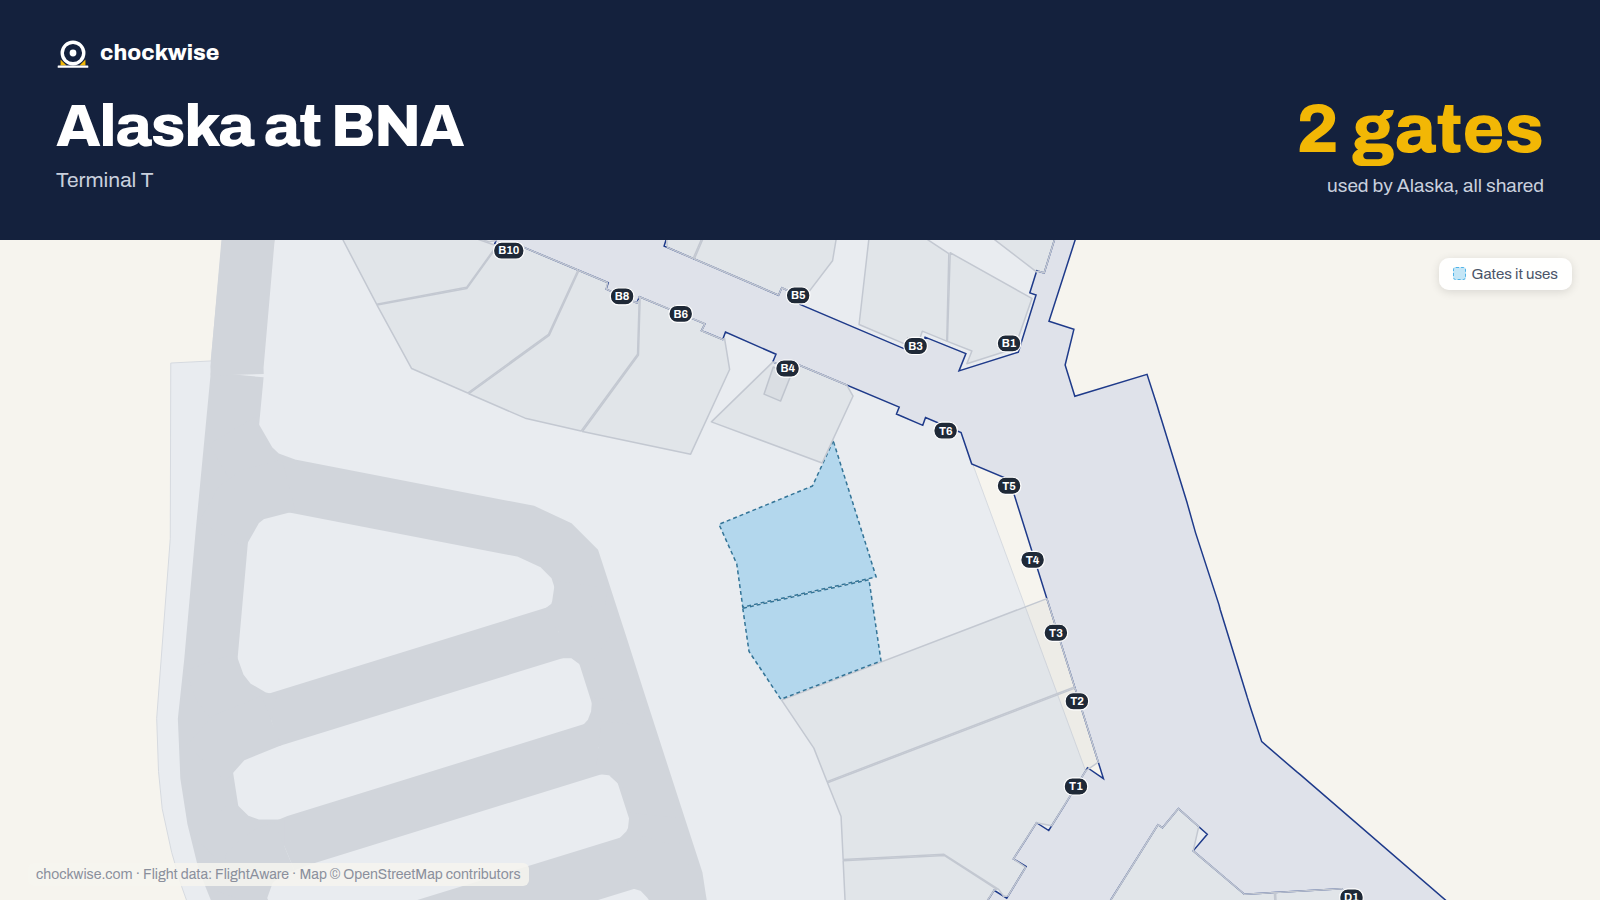 chockwise
Alaska at BNA
Terminal T
2 gates
used by Alaska, all shared
Gates it uses
B10
B8
B6
B5
B4
B3
B1
T6
T5
T4
T3
T2
T1
D1
chockwise.com · Flight data: FlightAware · Map © OpenStreetMap contributors